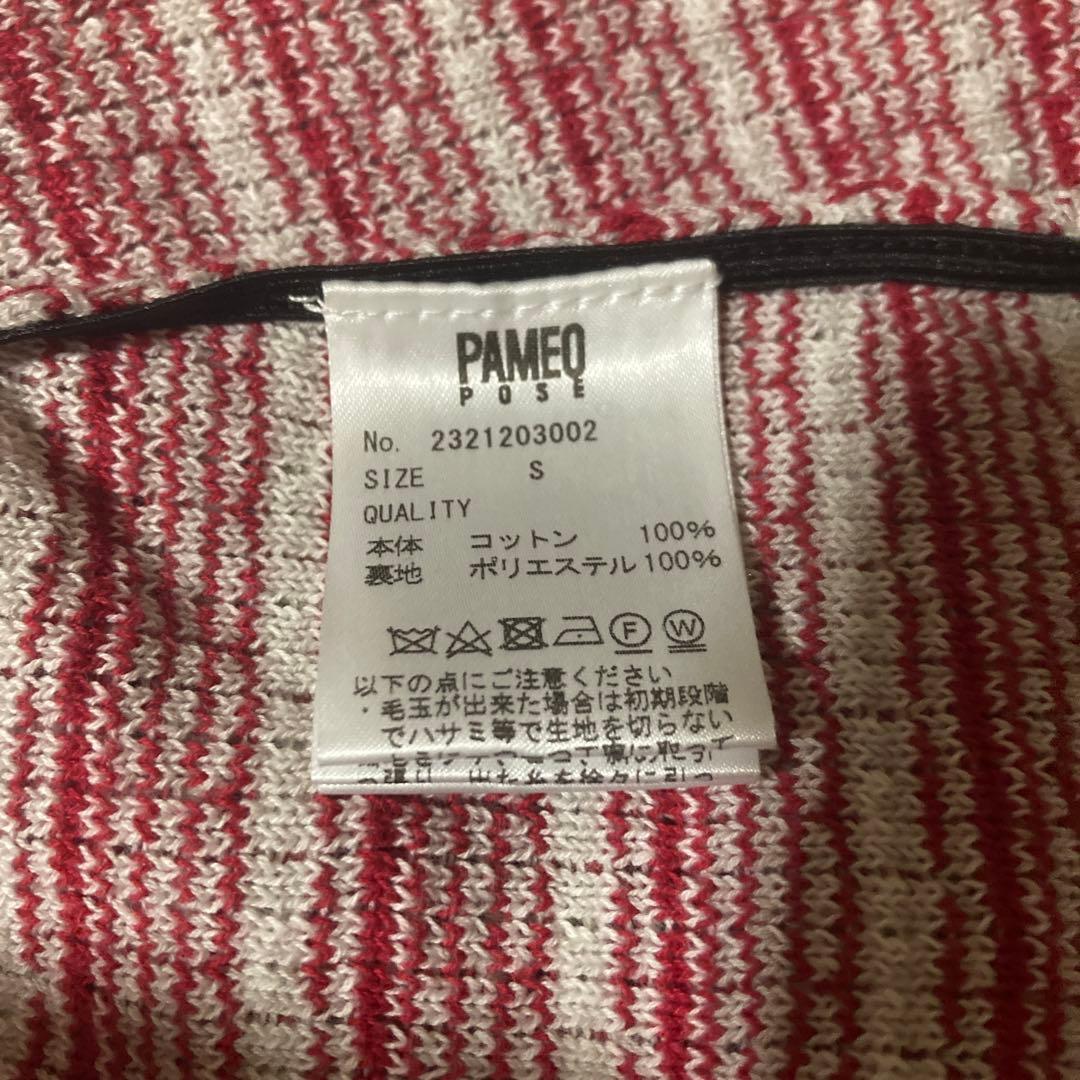 PAMEO
POSE
No. 2321203002
SIZE S
QUALITY
本体 コットン 100%
裏地 ポリエステル 100%
F W
以下の点にご注意ください
・毛玉が出来た場合は初期段階
でハサミ等で生地を切らない